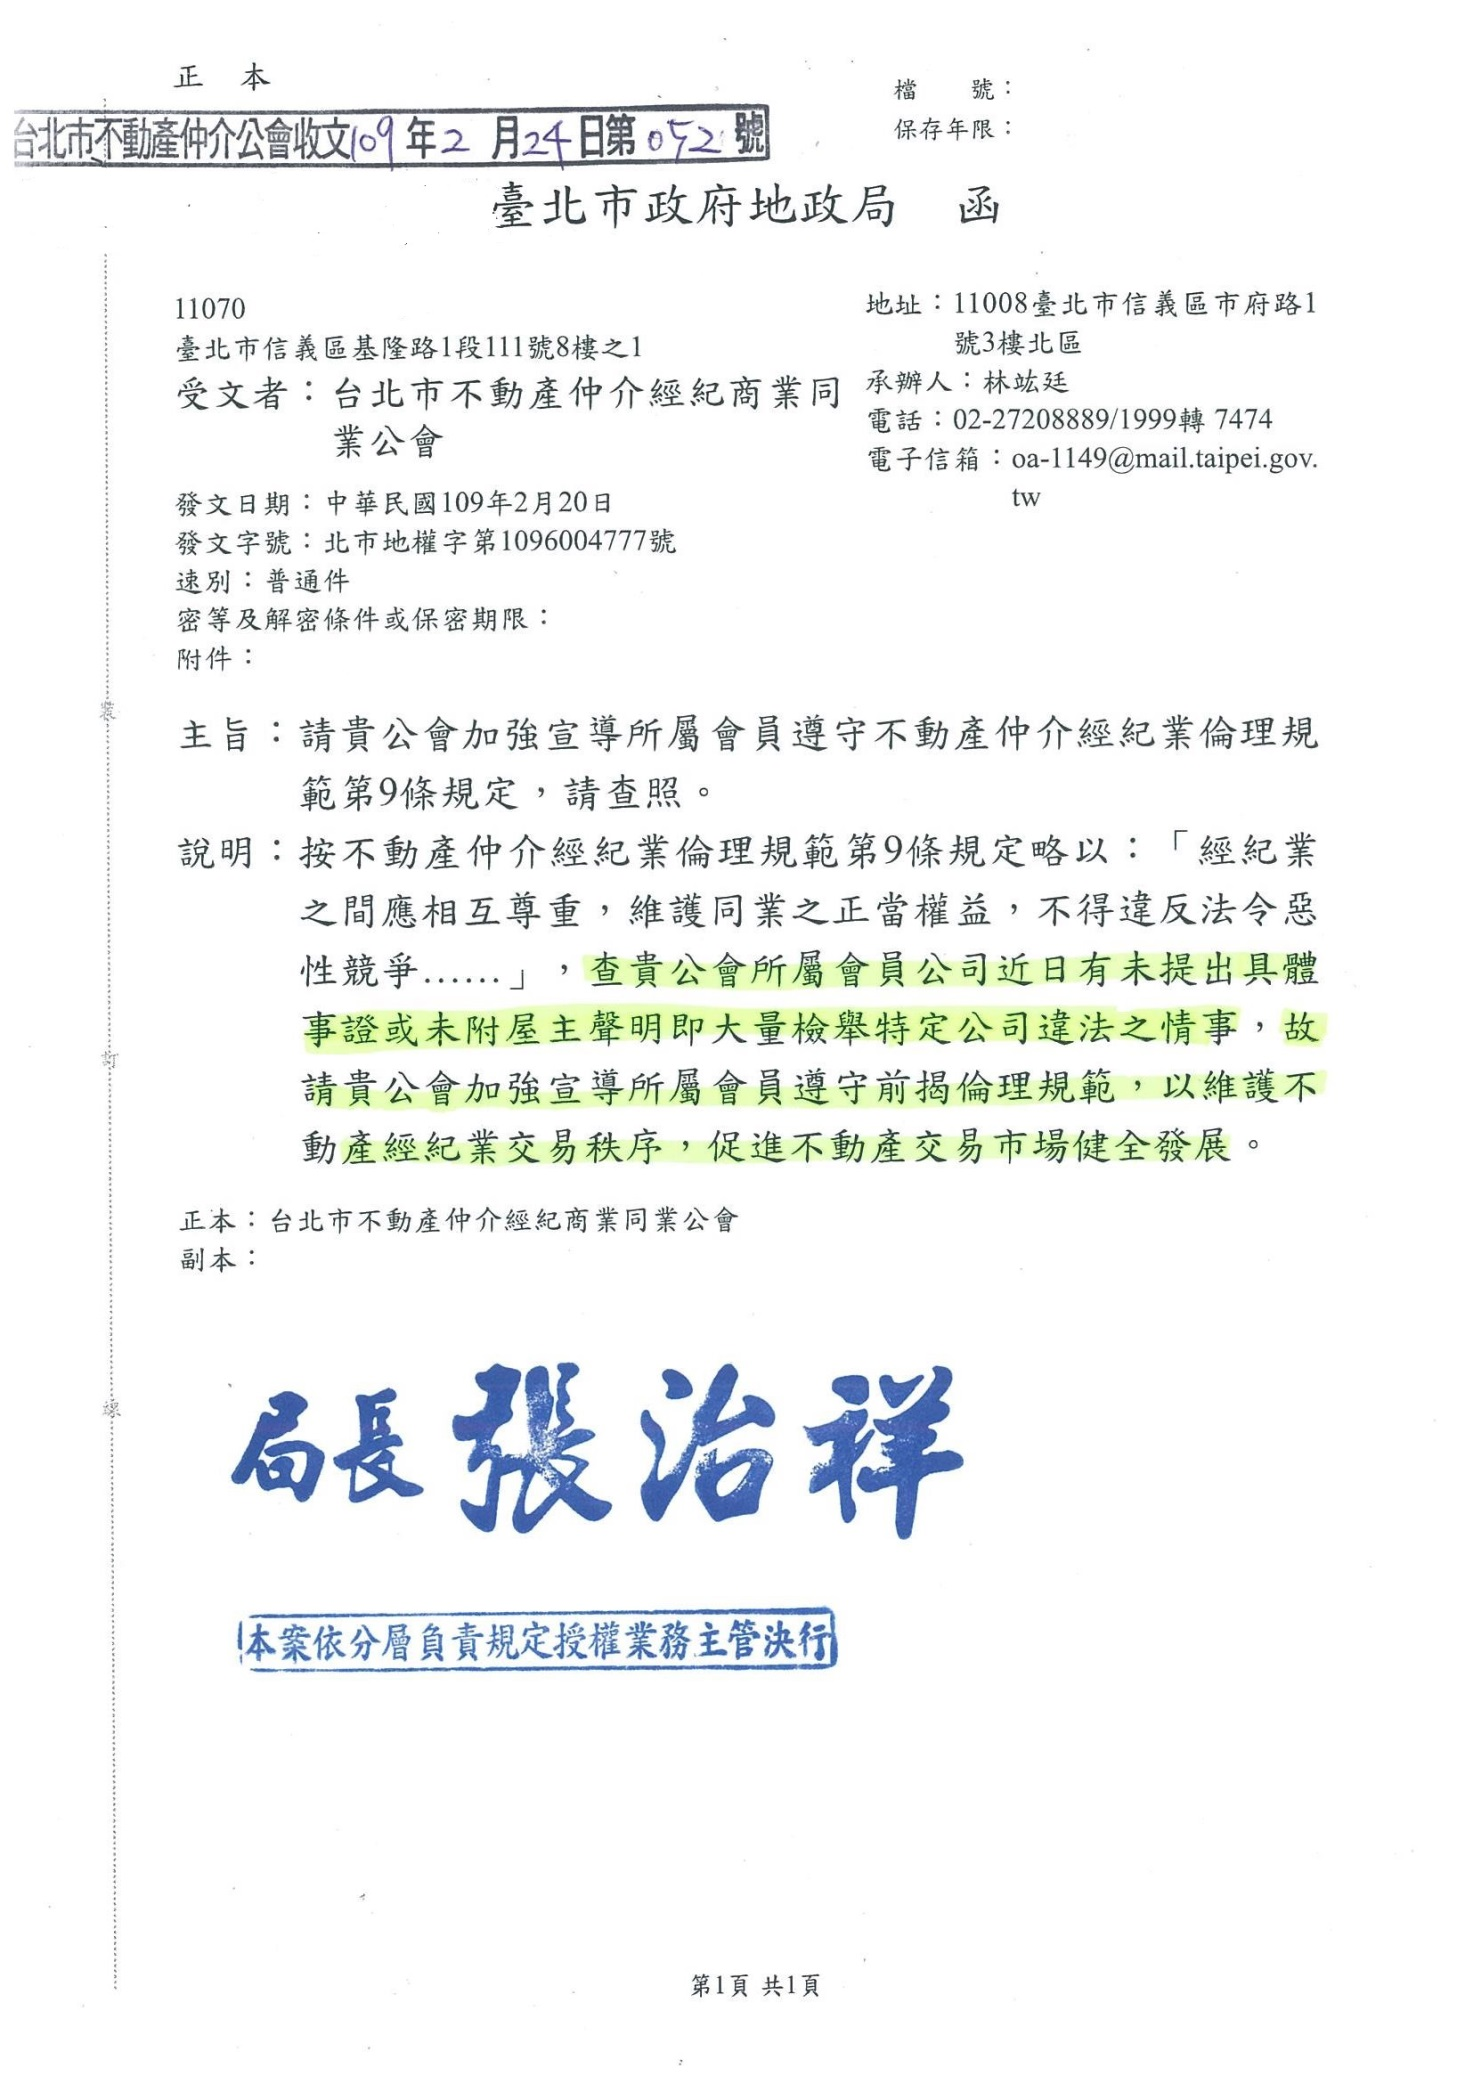 正　本
檔　　號：
保存年限：
台北市不動產仲介公會收文109年2月24日第052號
臺北市政府地政局　函
11070
臺北市信義區基隆路1段111號8樓之1
受文者：台北市不動產仲介經紀商業同
業公會
地址：11008臺北市信義區市府路1
號3樓北區
承辦人：林竑廷
電話：02-27208889/1999轉 7474
電子信箱：oa-1149@mail.taipei.gov.
tw
發文日期：中華民國109年2月20日
發文字號：北市地權字第1096004777號
速別：普通件
密等及解密條件或保密期限：
附件：
主旨：請貴公會加強宣導所屬會員遵守不動產仲介經紀業倫理規
範第9條規定，請查照。
說明：按不動產仲介經紀業倫理規範第9條規定略以：「經紀業
之間應相互尊重，維護同業之正當權益，不得違反法令惡
性競爭……」，查貴公會所屬會員公司近日有未提出具體
事證或未附屋主聲明即大量檢舉特定公司違法之情事，故
請貴公會加強宣導所屬會員遵守前揭倫理規範，以維護不
動產經紀業交易秩序，促進不動產交易市場健全發展。
正本：台北市不動產仲介經紀商業同業公會
副本：
裝
訂
線
局長 張治祥
本案依分層負責規定授權業務主管決行
第1頁 共1頁